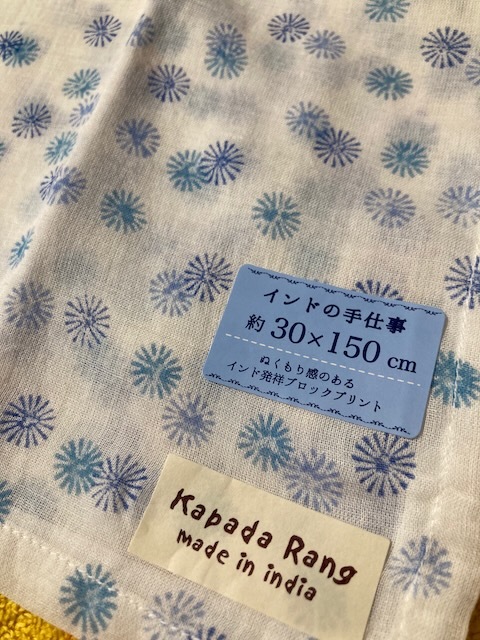 インドの手仕事
約 30×150 cm
ぬくもり感のある
インド発祥ブロックプリント
Kapada Rang
made in india